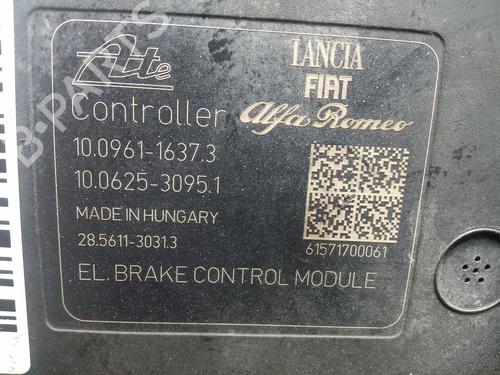 Ate
LANCIA
FIAT
Controller
Alfa Romeo
10.0961-1637.3
10.0625-3095.1
MADE IN HUNGARY
28.5611-3031.3
61571700061
EL. BRAKE CONTROL MODULE
B-PARTS